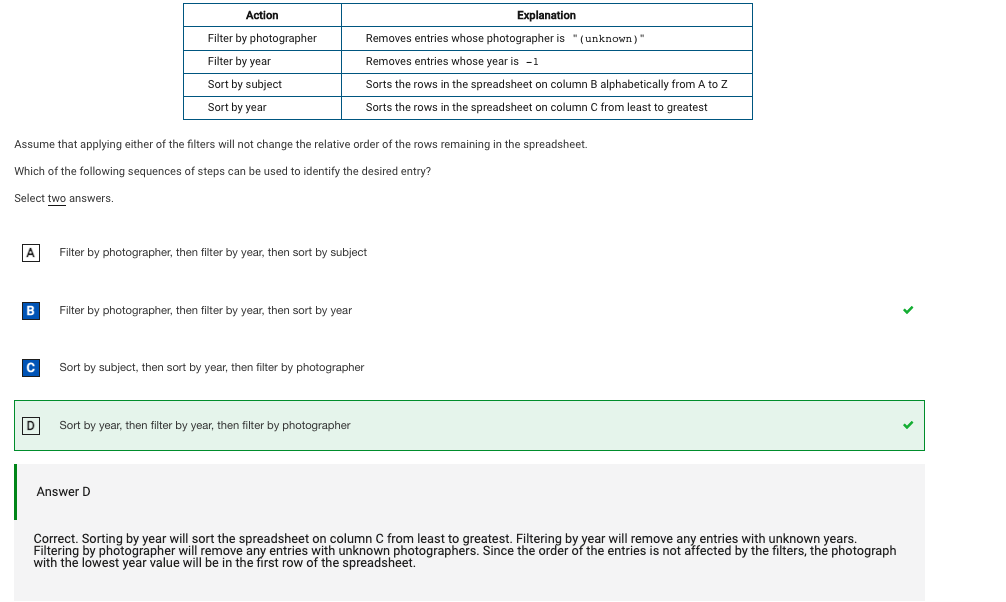 Action Explanation
Filter by photographer Removes entries whose photographer is "(unknown)"
Filter by year Removes entries whose year is -1
Sort by subject Sorts the rows in the spreadsheet on column B alphabetically from A to Z
Sort by year Sorts the rows in the spreadsheet on column C from least to greatest
Assume that applying either of the filters will not change the relative order of the rows remaining in the spreadsheet.
Which of the following sequences of steps can be used to identify the desired entry?
Select two answers.
A Filter by photographer, then filter by year, then sort by subject
B Filter by photographer, then filter by year, then sort by year
C Sort by subject, then sort by year, then filter by photographer
D Sort by year, then filter by year, then filter by photographer
Answer D
Correct. Sorting by year will sort the spreadsheet on column C from least to greatest. Filtering by year will remove any entries with unknown years.
Filtering by photographer will remove any entries with unknown photographers. Since the order of the entries is not affected by the filters, the photograph
with the lowest year value will be in the first row of the spreadsheet.